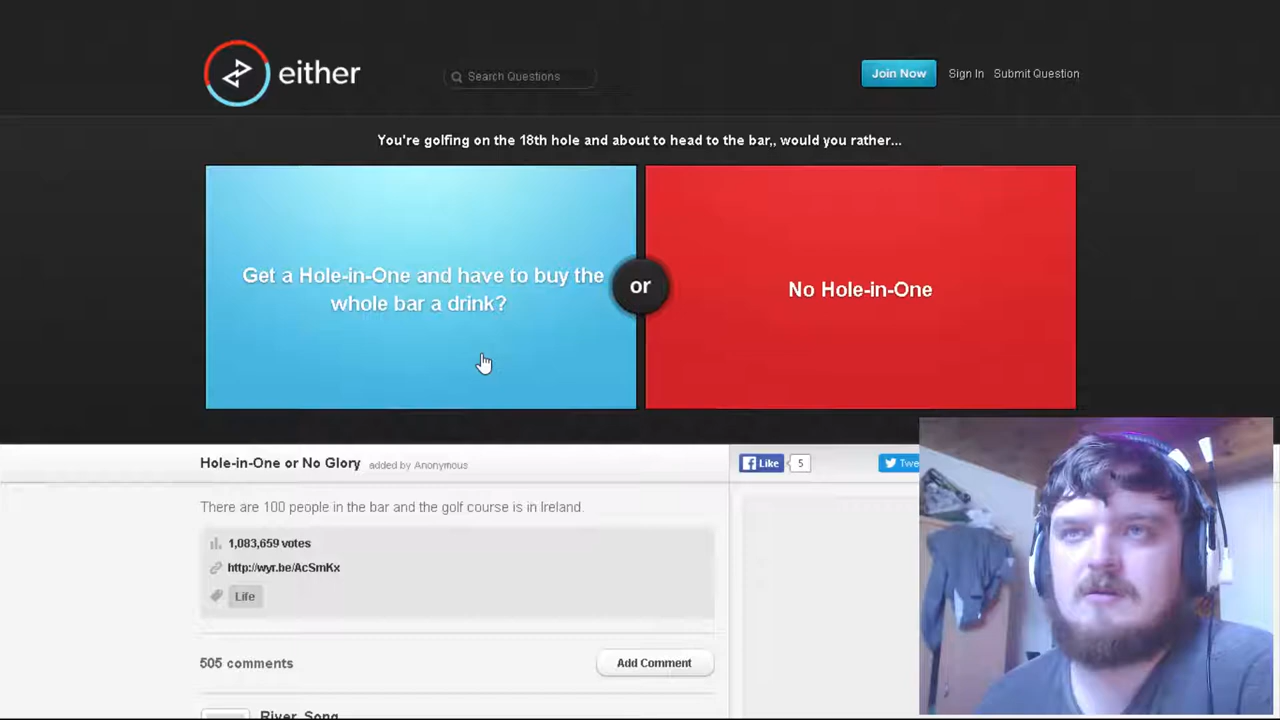 either
Search Questions
Join Now
Sign In
Submit Question
You're golfing on the 18th hole and about to head to the bar,, would you rather...
Get a Hole-in-One and have to buy the
whole bar a drink?
or
No Hole-in-One
Hole-in-One or No Glory added by Anonymous
Like
5
Twe
There are 100 people in the bar and the golf course is in Ireland.
1,083,659 votes
http://wyr.be/AcSmKx
Life
505 comments
Add Comment
River_Song